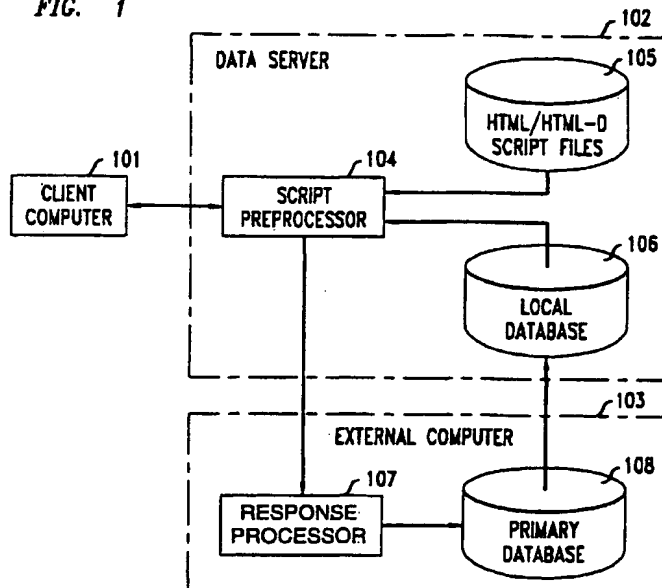 FIG. 1
102
DATA SERVER
105
HTML/HTML-D
SCRIPT FILES
101
CLIENT
COMPUTER
104
SCRIPT
PREPROCESSOR
106
LOCAL
DATABASE
103
EXTERNAL COMPUTER
107
RESPONSE
PROCESSOR
108
PRIMARY
DATABASE